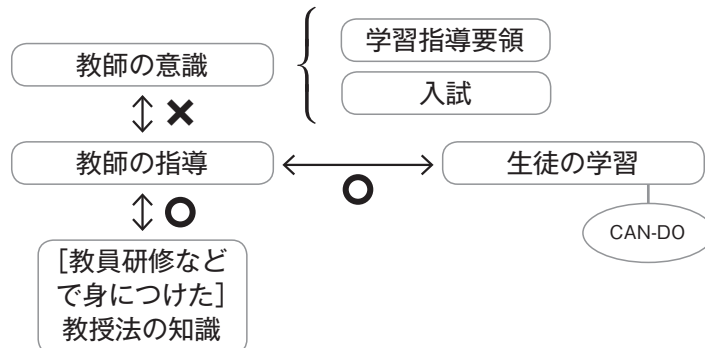 教師の意識
学習指導要領
入試
×
教師の指導
○
生徒の学習
CAN-DO
○
［教員研修など
で身につけた］
教授法の知識